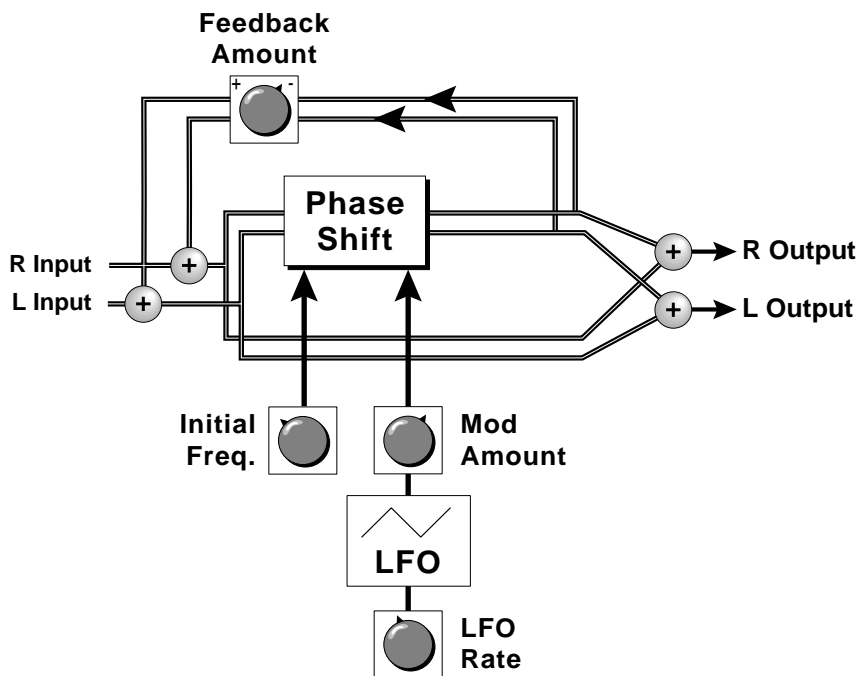 Feedback
Amount
+ -
Phase
Shift
R Input
+
+
R Output
L Input
+
+
L Output
Initial
Freq.
Mod
Amount
LFO
LFO
Rate